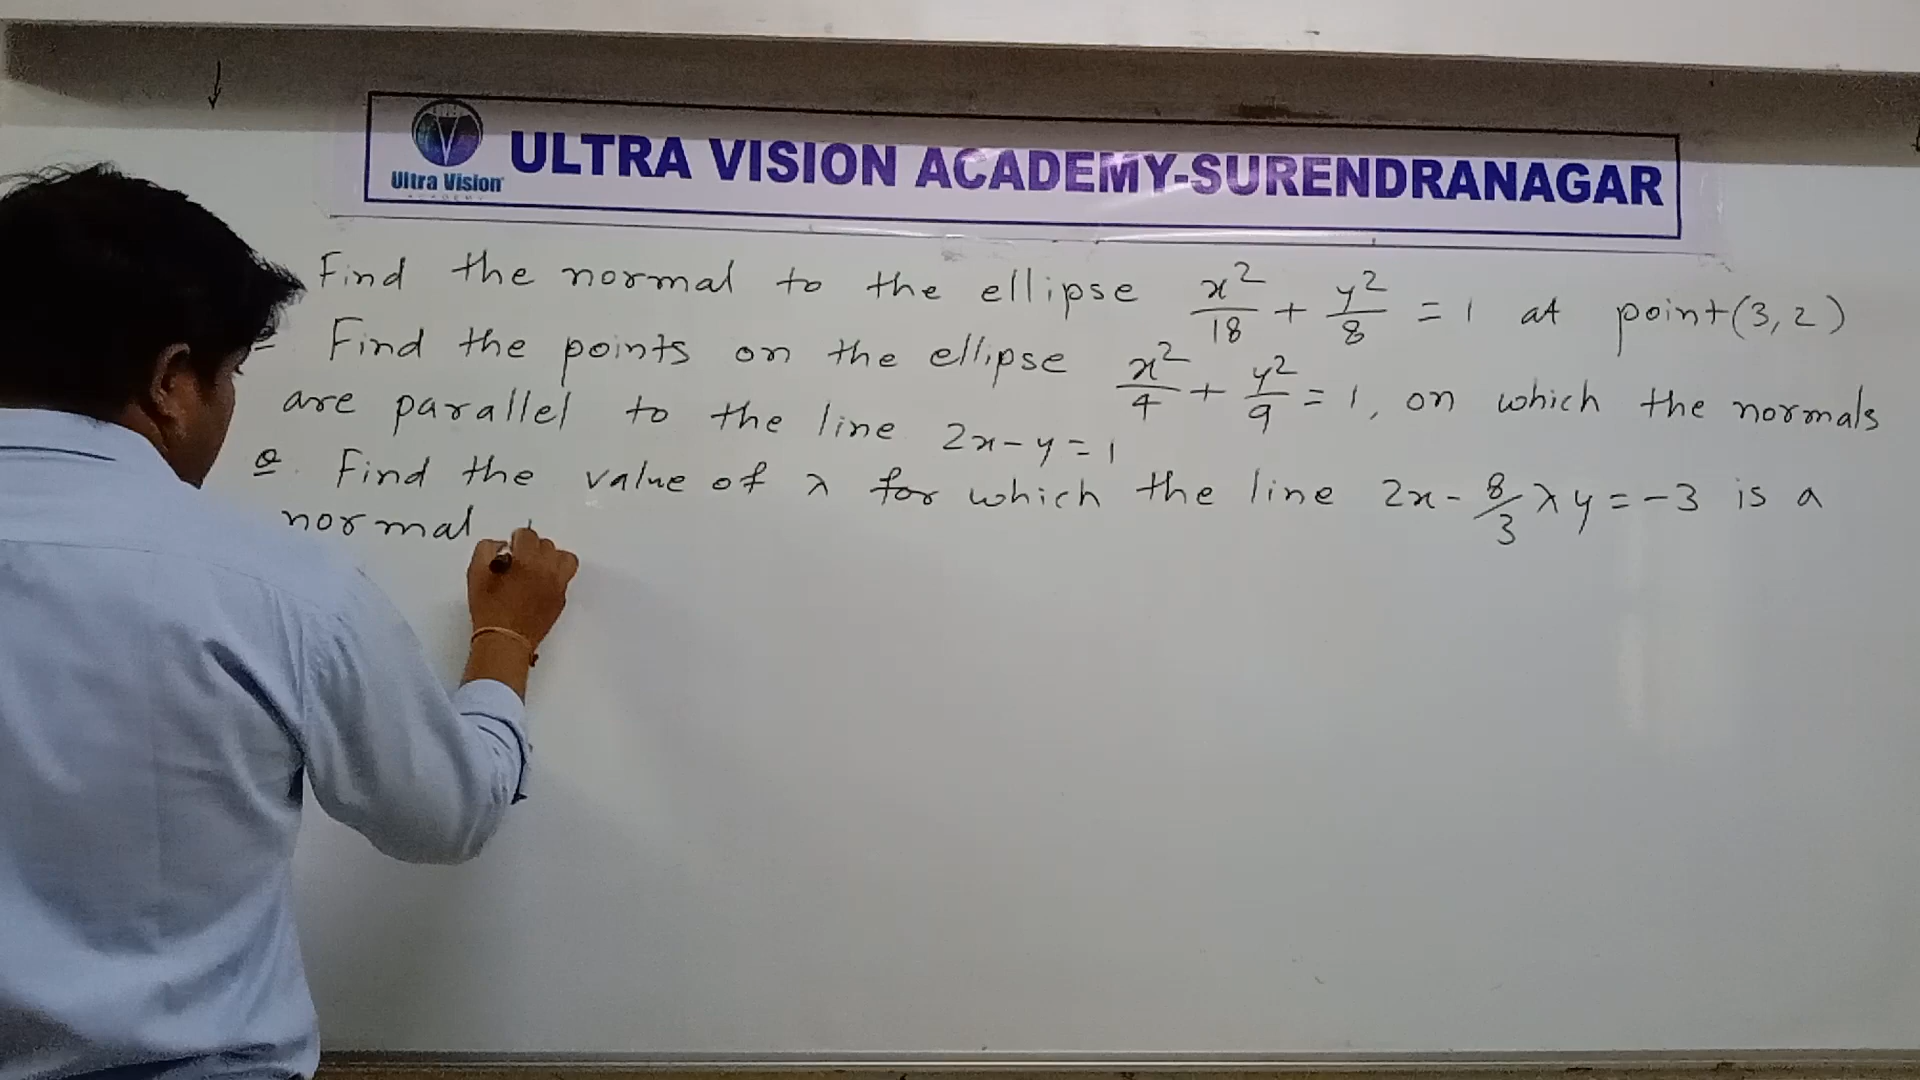 ULTRA VISION ACADEMY-SURENDRANAGAR
Ultra Vision
ACADEMY
Find the normal to the ellipse x²/18 + y²/8 = 1 at point (3, 2)
Find the points on the ellipse x²/4 + y²/9 = 1, on which the normals
are parallel to the line 2x - y = 1
Q. Find the value of λ for which the line 2x - 8/3 λy = -3 is a
normal